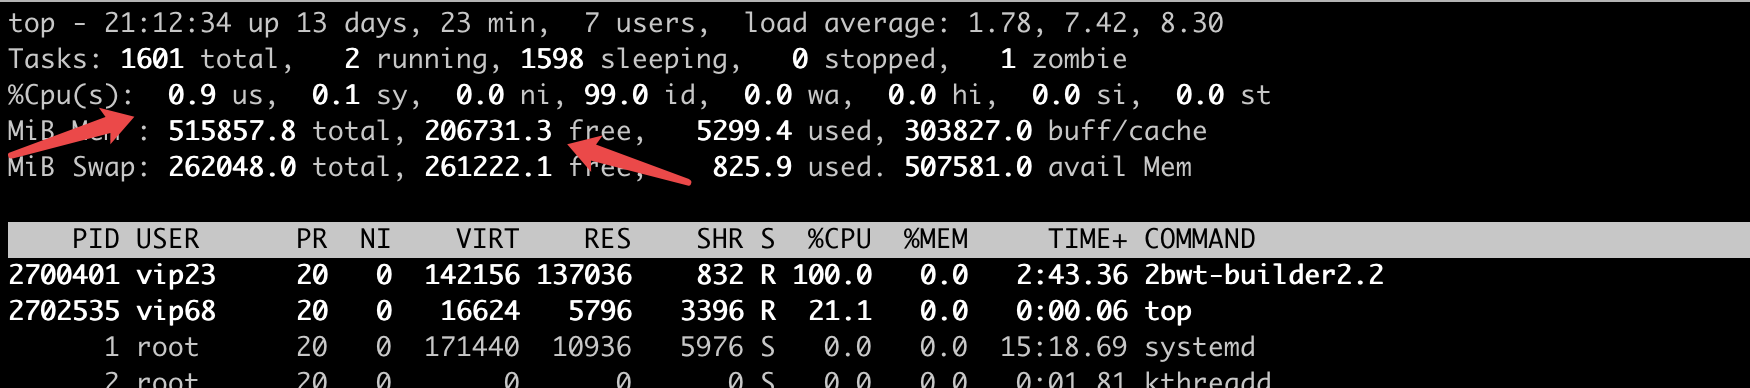 top - 21:12:34 up 13 days, 23 min, 7 users, load average: 1.78, 7.42, 8.30
Tasks: 1601 total, 2 running, 1598 sleeping, 0 stopped, 1 zombie
%Cpu(s): 0.9 us, 0.1 sy, 0.0 ni, 99.0 id, 0.0 wa, 0.0 hi, 0.0 si, 0.0 st
MiB Mem : 515857.8 total, 206731.3 free, 5299.4 used, 303827.0 buff/cache
MiB Swap: 262048.0 total, 261222.1 free, 825.9 used. 507581.0 avail Mem
PID USER PR NI VIRT RES SHR S %CPU %MEM TIME+ COMMAND
2700401 vip23 20 0 142156 137036 832 R 100.0 0.0 2:43.36 2bwt-builder2.2
2702535 vip68 20 0 16624 5796 3396 R 21.1 0.0 0:00.06 top
1 root 20 0 171440 10936 5976 S 0.0 0.0 15:18.69 systemd
2 root 20 0 0 0 0 S 0.0 0.0 0:01.81 kthreadd